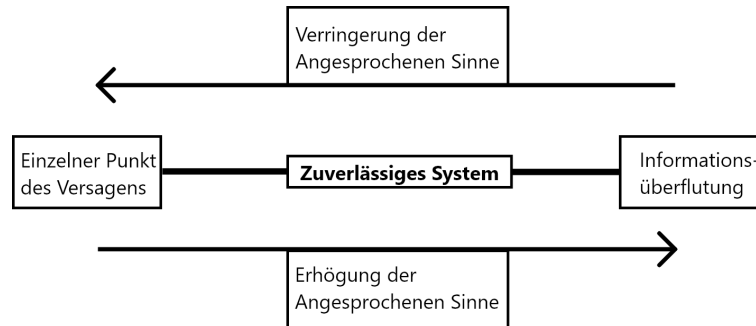 Verringerung der
Angesprochenen Sinne
Einzelner Punkt
des Versagens
Zuverlässiges System
Informations-
überflutung
Erhögung der
Angesprochenen Sinne